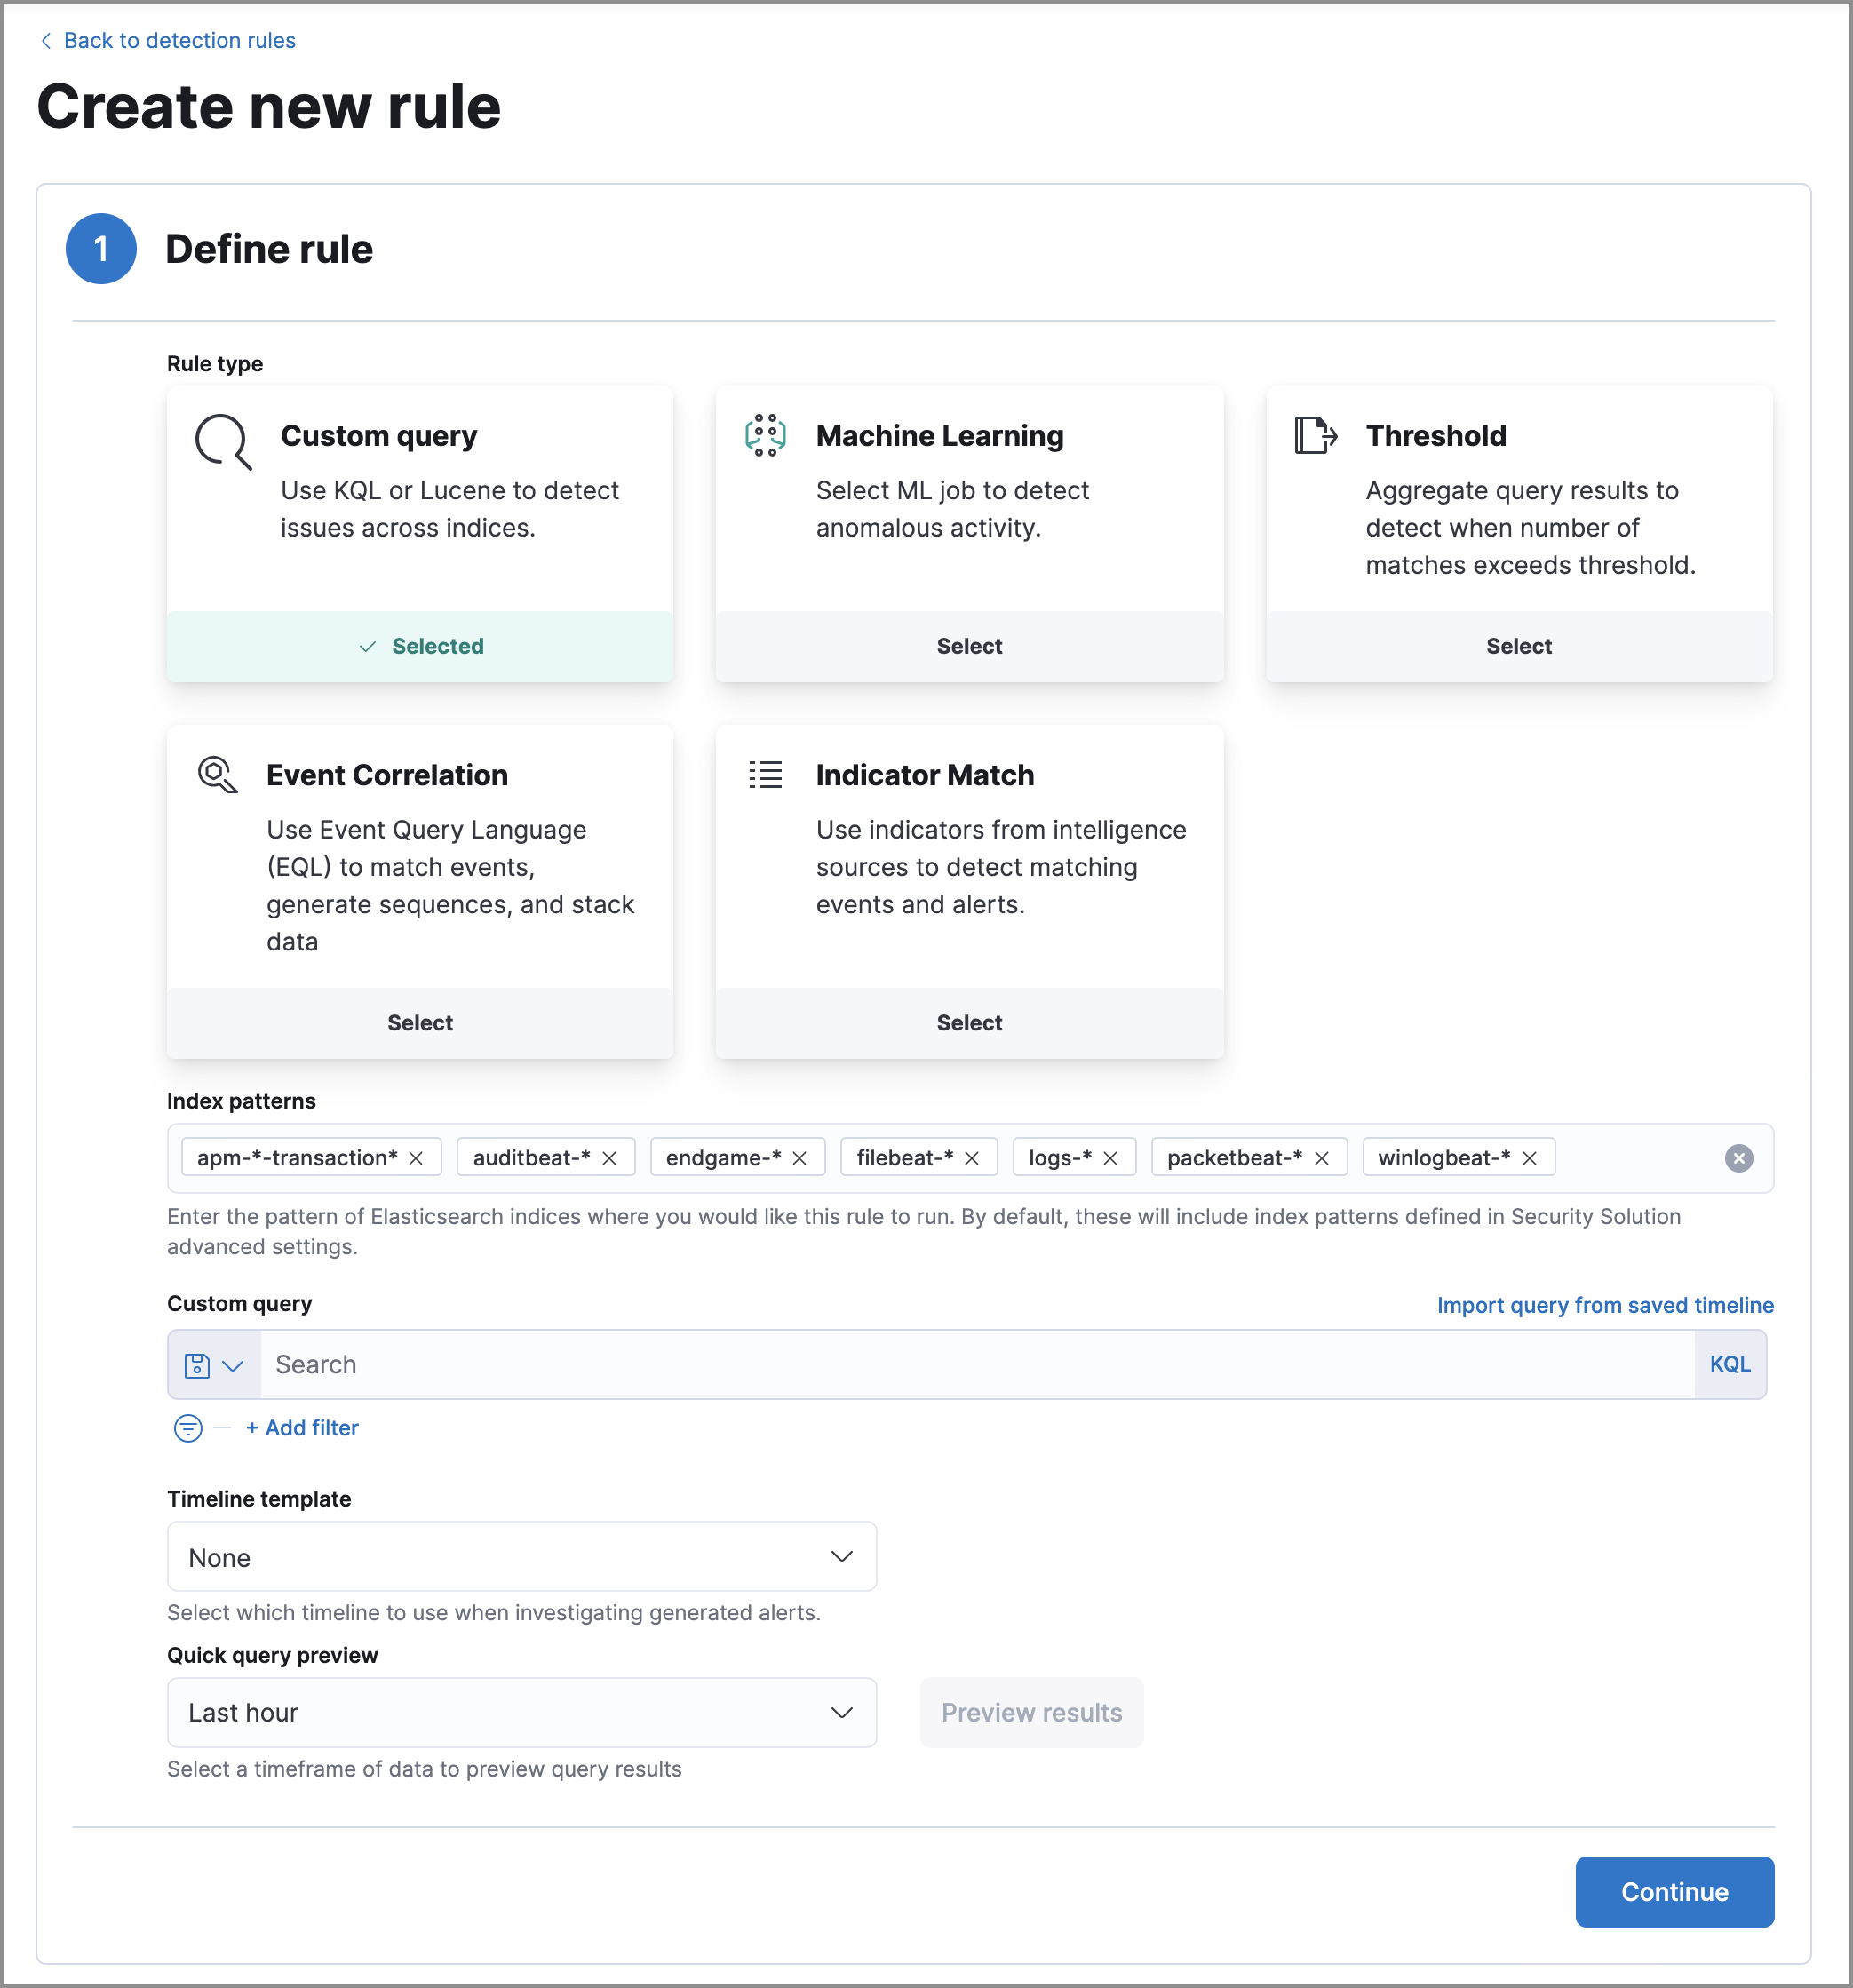 Back to detection rules
Create new rule
1 Define rule
Rule type
Custom query
Use KQL or Lucene to detect
issues across indices.
Selected
Machine Learning
Select ML job to detect
anomalous activity.
Select
Threshold
Aggregate query results to
detect when number of
matches exceeds threshold.
Select
Event Correlation
Use Event Query Language
(EQL) to match events,
generate sequences, and stack
data
Select
Indicator Match
Use indicators from intelligence
sources to detect matching
events and alerts.
Select
Index patterns
apm-*-transaction* auditbeat-* endgame-* filebeat-* logs-* packetbeat-* winlogbeat-*
Enter the pattern of Elasticsearch indices where you would like this rule to run. By default, these will include index patterns defined in Security Solution
advanced settings.
Custom query Import query from saved timeline
Search KQL
+ Add filter
Timeline template
None
Select which timeline to use when investigating generated alerts.
Quick query preview
Last hour Preview results
Select a timeframe of data to preview query results
Continue